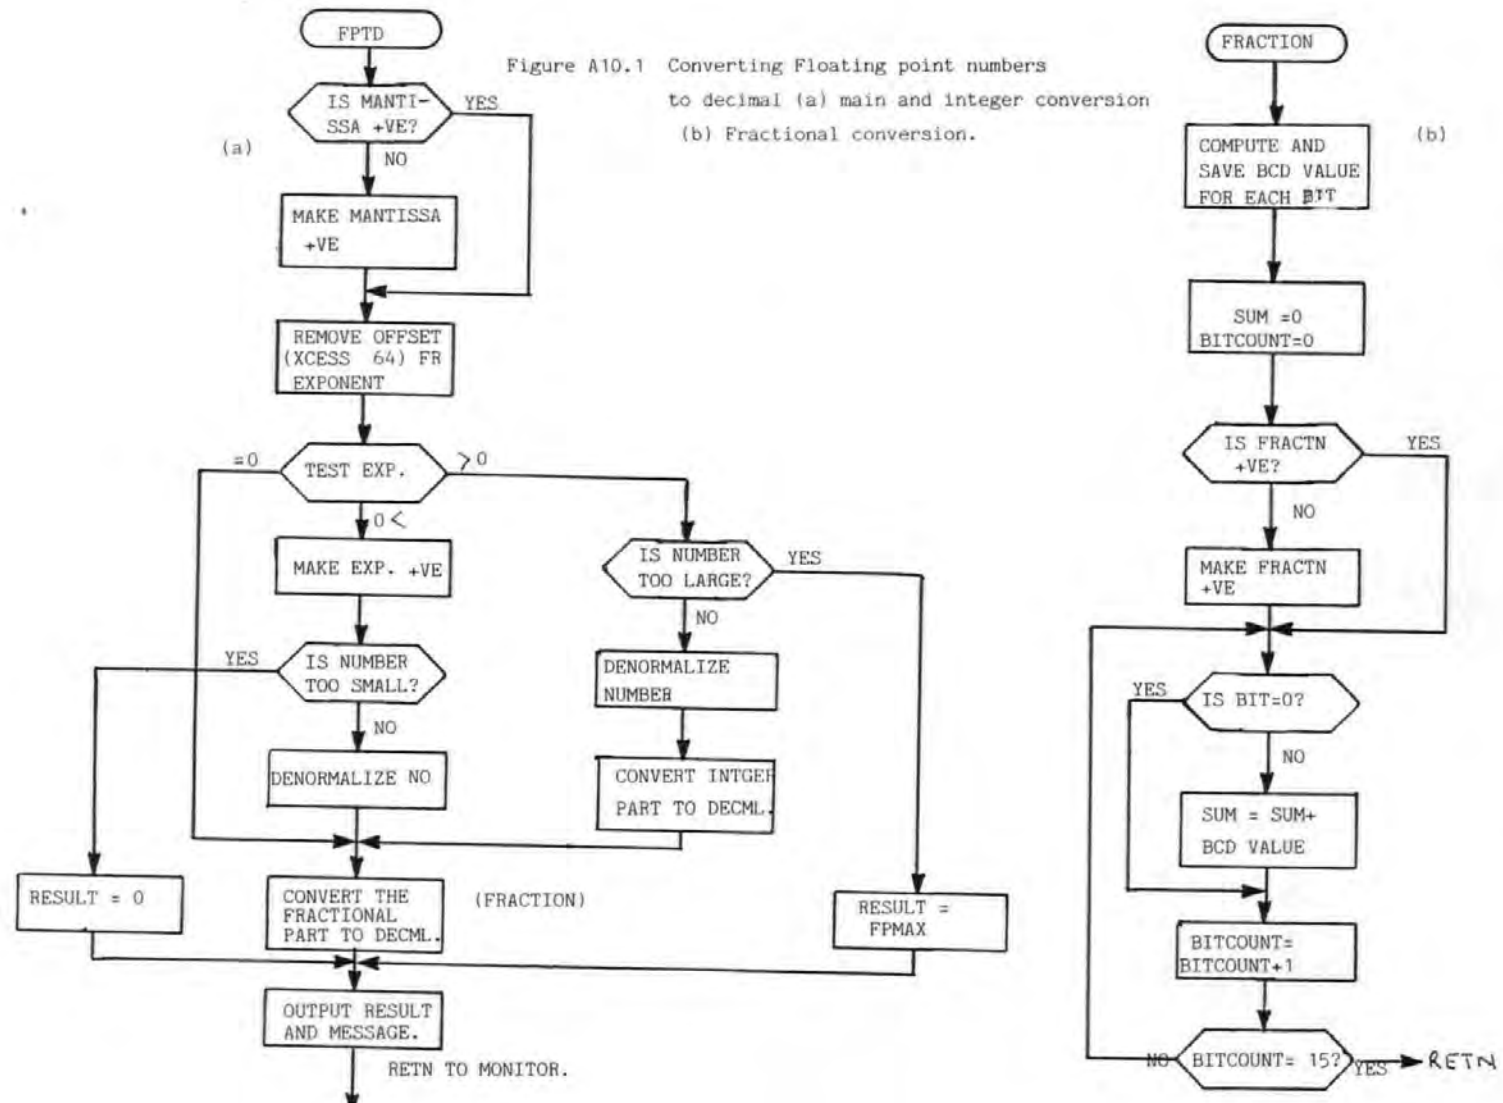 Figure A10.1 Converting Floating point numbers
to decimal (a) main and integer conversion
(b) Fractional conversion.
(a)
FPTD
IS MANTI-
SSA +VE?
YES
NO
MAKE MANTISSA
+VE
REMOVE OFFSET
(XCESS 64) FR
EXPONENT
TEST EXP.
=0
>0
0<
MAKE EXP. +VE
IS NUMBER
TOO SMALL?
YES
NO
DENORMALIZE NO
IS NUMBER
TOO LARGE?
YES
NO
DENORMALIZE
NUMBER
CONVERT INTGER
PART TO DECML.
RESULT = 0
CONVERT THE
FRACTIONAL
PART TO DECML.
(FRACTION)
RESULT =
FPMAX
OUTPUT RESULT
AND MESSAGE.
RETN TO MONITOR.
(b)
FRACTION
COMPUTE AND
SAVE BCD VALUE
FOR EACH BIT
SUM =0
BITCOUNT=0
IS FRACTN
+VE?
YES
NO
MAKE FRACTN
+VE
IS BIT=0?
YES
NO
SUM = SUM+
BCD VALUE
BITCOUNT=
BITCOUNT+1
BITCOUNT= 15?
NO
YES
RETN